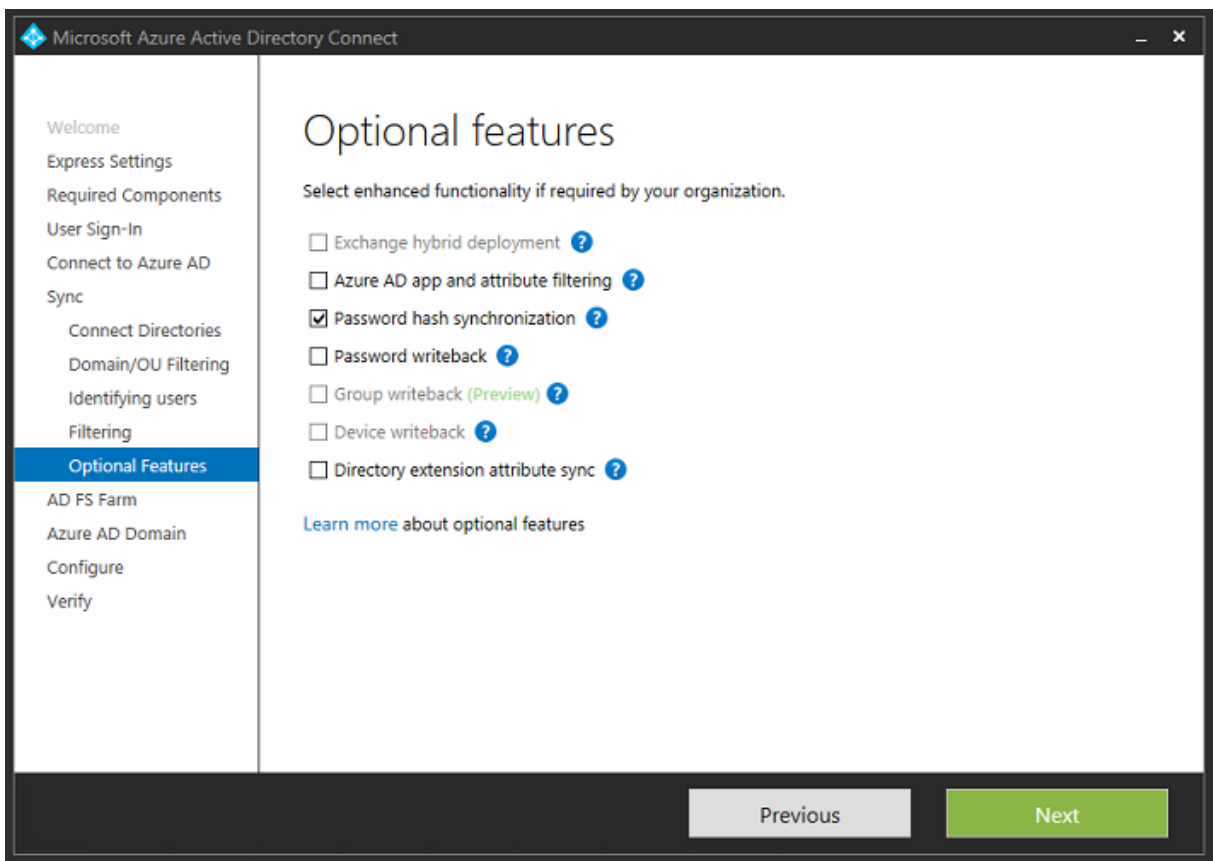 Microsoft Azure Active Directory Connect
Welcome
Express Settings
Required Components
User Sign-In
Connect to Azure AD
Sync
Connect Directories
Domain/OU Filtering
Identifying users
Filtering
Optional Features
AD FS Farm
Azure AD Domain
Configure
Verify
Optional features
Select enhanced functionality if required by your organization.
Exchange hybrid deployment ?
Azure AD app and attribute filtering ?
Password hash synchronization ?
Password writeback ?
Group writeback (Preview) ?
Device writeback ?
Directory extension attribute sync ?
Learn more about optional features
Previous
Next